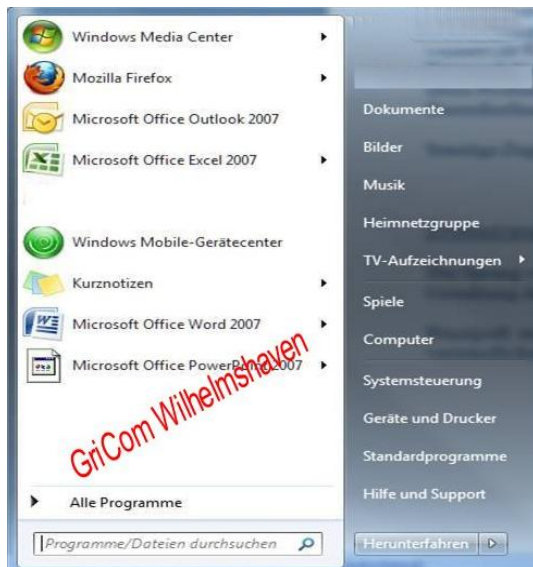 Windows Media Center
Mozilla Firefox
Microsoft Office Outlook 2007
Microsoft Office Excel 2007
Windows Mobile-Gerätecenter
Kurznotizen
Microsoft Office Word 2007
Microsoft Office PowerPoint 2007
GriCom Wilhelmshaven
Alle Programme
Programme/Dateien durchsuchen
Dokumente
Bilder
Musik
Heimnetzgruppe
TV-Aufzeichnungen
Spiele
Computer
Systemsteuerung
Geräte und Drucker
Standardprogramme
Hilfe und Support
Herunterfahren